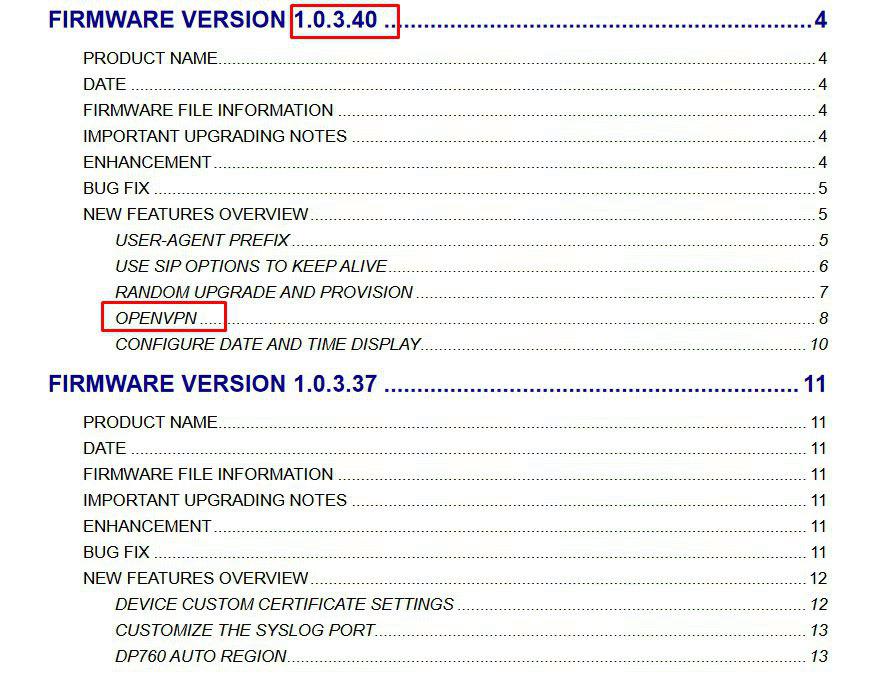 FIRMWARE VERSION 1.0.3.40 ........................................................ 4
PRODUCT NAME........................................................ 4
DATE ........................................................ 4
FIRMWARE FILE INFORMATION ........................................................ 4
IMPORTANT UPGRADING NOTES ........................................................ 4
ENHANCEMENT ........................................................ 4
BUG FIX ........................................................ 5
NEW FEATURES OVERVIEW ........................................................ 5
USER-AGENT PREFIX ........................................................ 5
USE SIP OPTIONS TO KEEP ALIVE ........................................................ 6
RANDOM UPGRADE AND PROVISION ........................................................ 7
OPENVPN ........................................................ 8
CONFIGURE DATE AND TIME DISPLAY........................................................ 10
FIRMWARE VERSION 1.0.3.37 ........................................................ 11
PRODUCT NAME........................................................ 11
DATE ........................................................ 11
FIRMWARE FILE INFORMATION ........................................................ 11
IMPORTANT UPGRADING NOTES ........................................................ 11
ENHANCEMENT ........................................................ 11
BUG FIX ........................................................ 11
NEW FEATURES OVERVIEW ........................................................ 12
DEVICE CUSTOM CERTIFICATE SETTINGS ........................................................ 12
CUSTOMIZE THE SYSLOG PORT........................................................ 13
DP760 AUTO REGION........................................................ 13